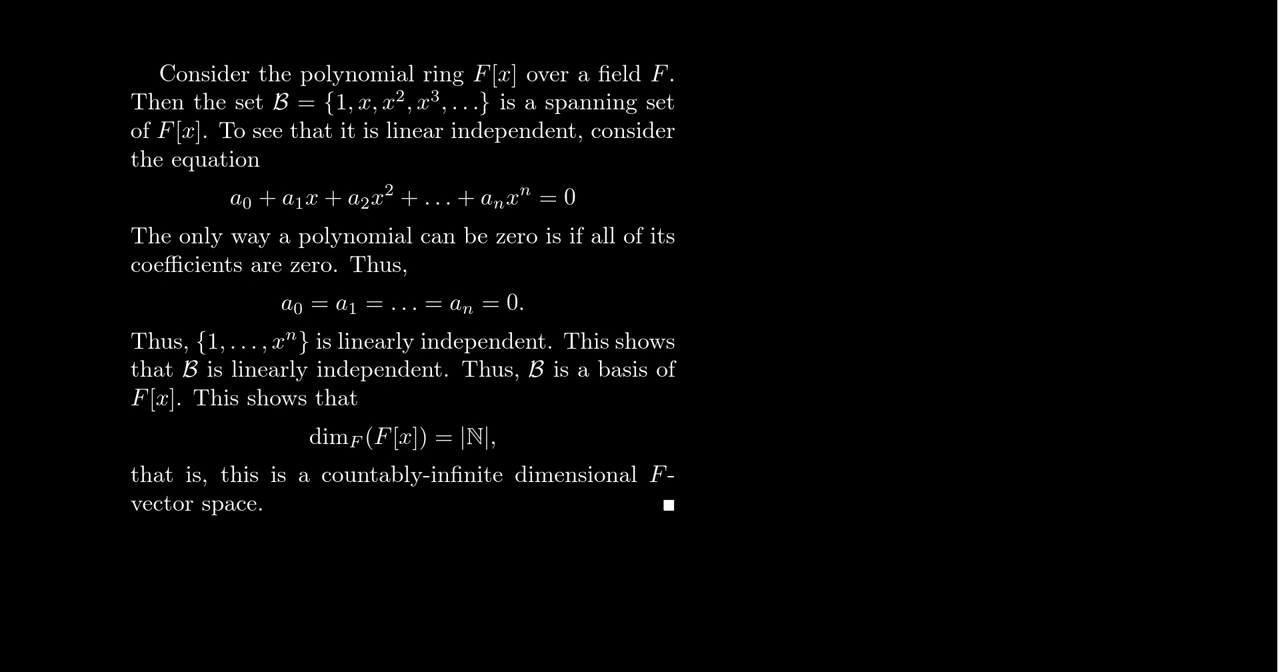 Consider the polynomial ring F[x] over a field F.
Then the set ℬ = {1, x, x², x³, . . .} is a spanning set
of F[x]. To see that it is linear independent, consider
the equation
a₀ + a₁x + a₂x² + . . . + aₙxⁿ = 0
The only way a polynomial can be zero is if all of its
coefficients are zero. Thus,
a₀ = a₁ = . . . = aₙ = 0.
Thus, {1, . . . , xⁿ} is linearly independent. This shows
that ℬ is linearly independent. Thus, ℬ is a basis of
F[x]. This shows that
dim_F(F[x]) = |ℕ|,
that is, this is a countably-infinite dimensional F-
vector space. ■